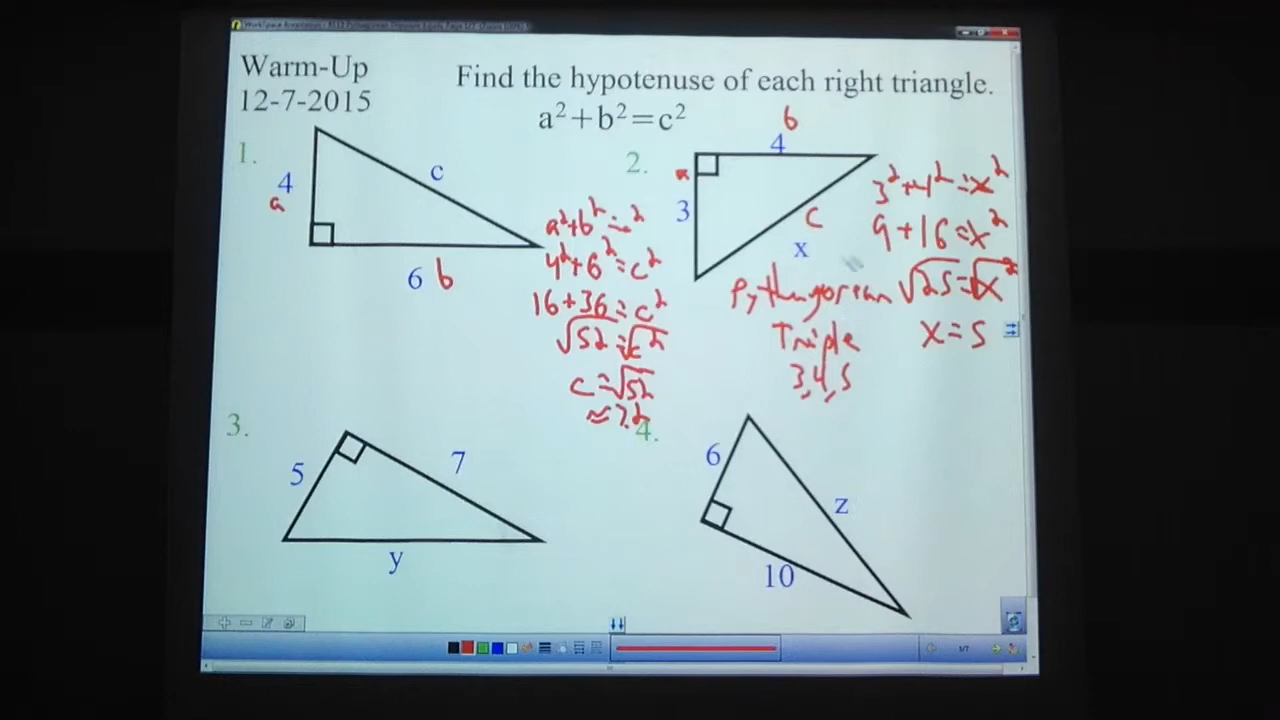 Warm-Up
12-7-2015
Find the hypotenuse of each right triangle.
a²+b²=c²
1.
4
a
c
6 b
a²+b²=c²
4²+6²=c²
16+36=c²
√52=√c²
c=√52
≈7.2
2.
b
4
a
3
c
x
3²+4²=x²
9+16=x²
√25=√x²
x=5
Pythagorean
Triple
3,4,5
3.
5
7
y
4.
6
z
10
1/7